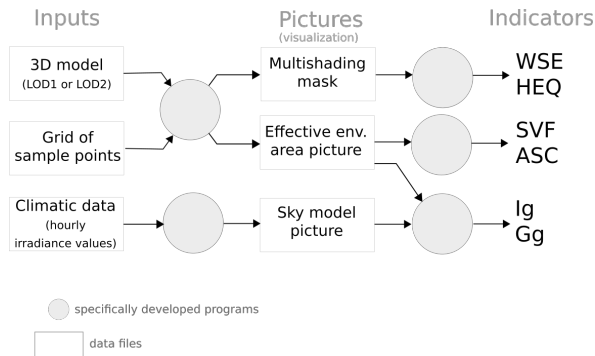 Inputs
Pictures
(visualization)
Indicators
3D model
(LOD1 or LOD2)
Grid of
sample points
Climatic data
(hourly
irradiance values)
Multishading
mask
Effective env.
area picture
Sky model
picture
WSE
HEQ
SVF
ASC
Ig
Gg
specifically developed programs
data files